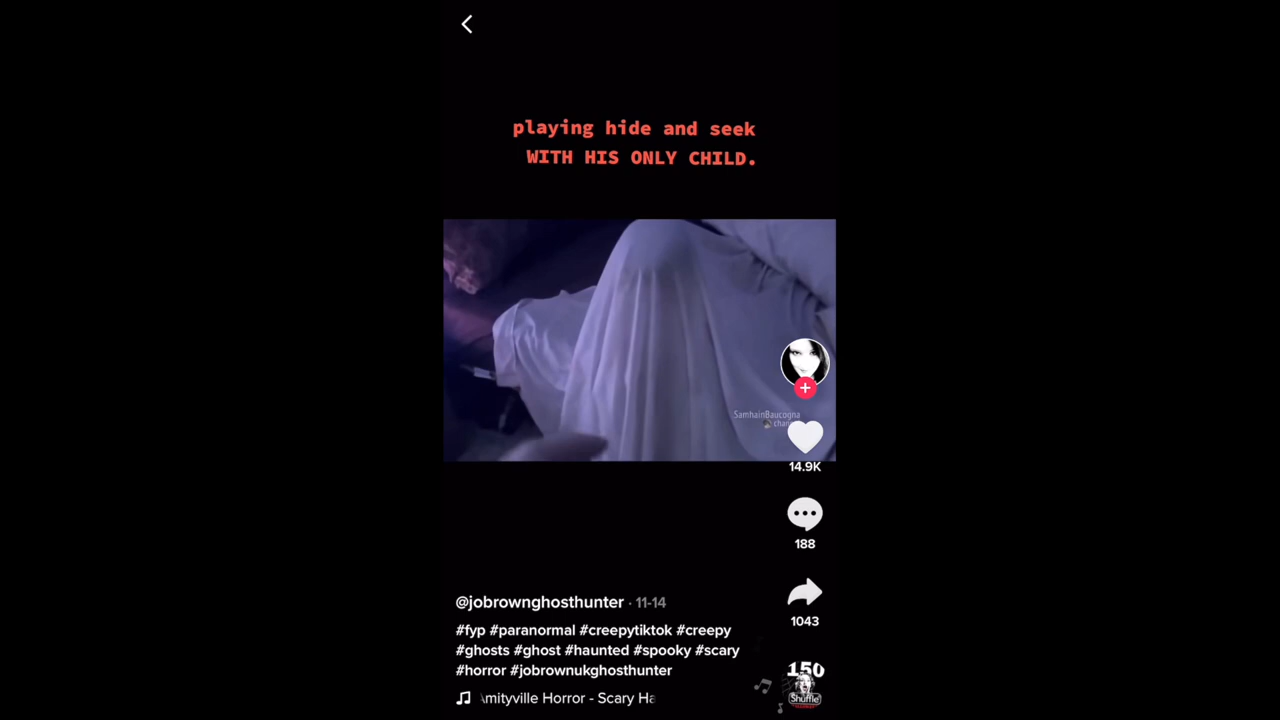 playing hide and seek
WITH HIS ONLY CHILD.
SamhainBaucogna
14.9K
188
1043
@jobrownghosthunter · 11-14
#fyp #paranormal #creepytiktok #creepy
#ghosts #ghost #haunted #spooky #scary
#horror #jobrownukghosthunter
mityville Horror - Scary Ha
150
Shuffle